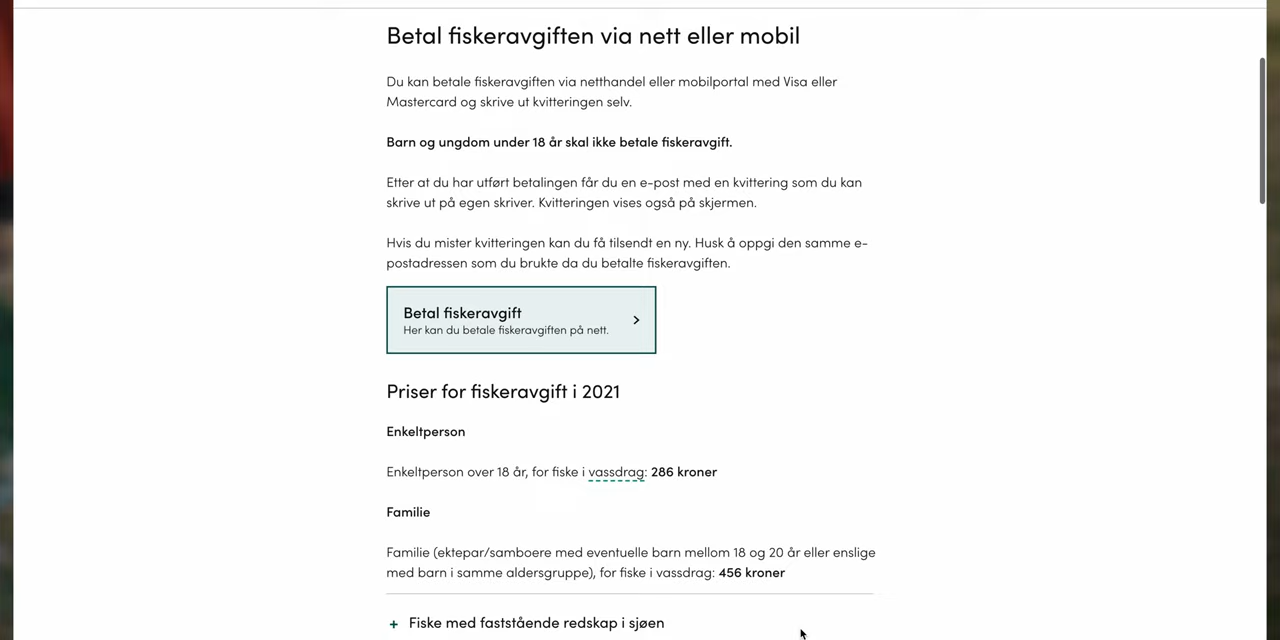 Betal fiskeravgiften via nett eller mobil
Du kan betale fiskeravgiften via netthandel eller mobilportal med Visa eller
Mastercard og skrive ut kvitteringen selv.
Barn og ungdom under 18 år skal ikke betale fiskeravgift.
Etter at du har utført betalingen får du en e-post med en kvittering som du kan
skrive ut på egen skriver. Kvitteringen vises også på skjermen.
Hvis du mister kvitteringen kan du få tilsendt en ny. Husk å oppgi den samme e-
postadressen som du brukte da du betalte fiskeravgiften.
Betal fiskeravgift
Her kan du betale fiskeravgiften på nett.
Priser for fiskeravgift i 2021
Enkeltperson
Enkeltperson over 18 år, for fiske i vassdrag: 286 kroner
Familie
Familie (ektepar/samboere med eventuelle barn mellom 18 og 20 år eller enslige
med barn i samme aldersgruppe), for fiske i vassdrag: 456 kroner
+ Fiske med faststående redskap i sjøen